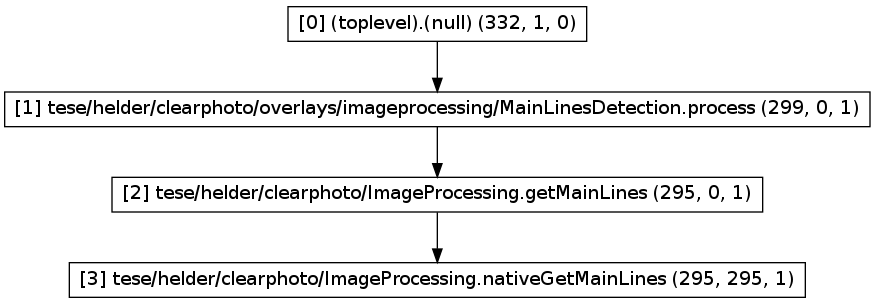 [0] (toplevel).(null) (332, 1, 0)
[1] tese/helder/clearphoto/overlays/imageprocessing/MainLinesDetection.process (299, 0, 1)
[2] tese/helder/clearphoto/ImageProcessing.getMainLines (295, 0, 1)
[3] tese/helder/clearphoto/ImageProcessing.nativeGetMainLines (295, 295, 1)